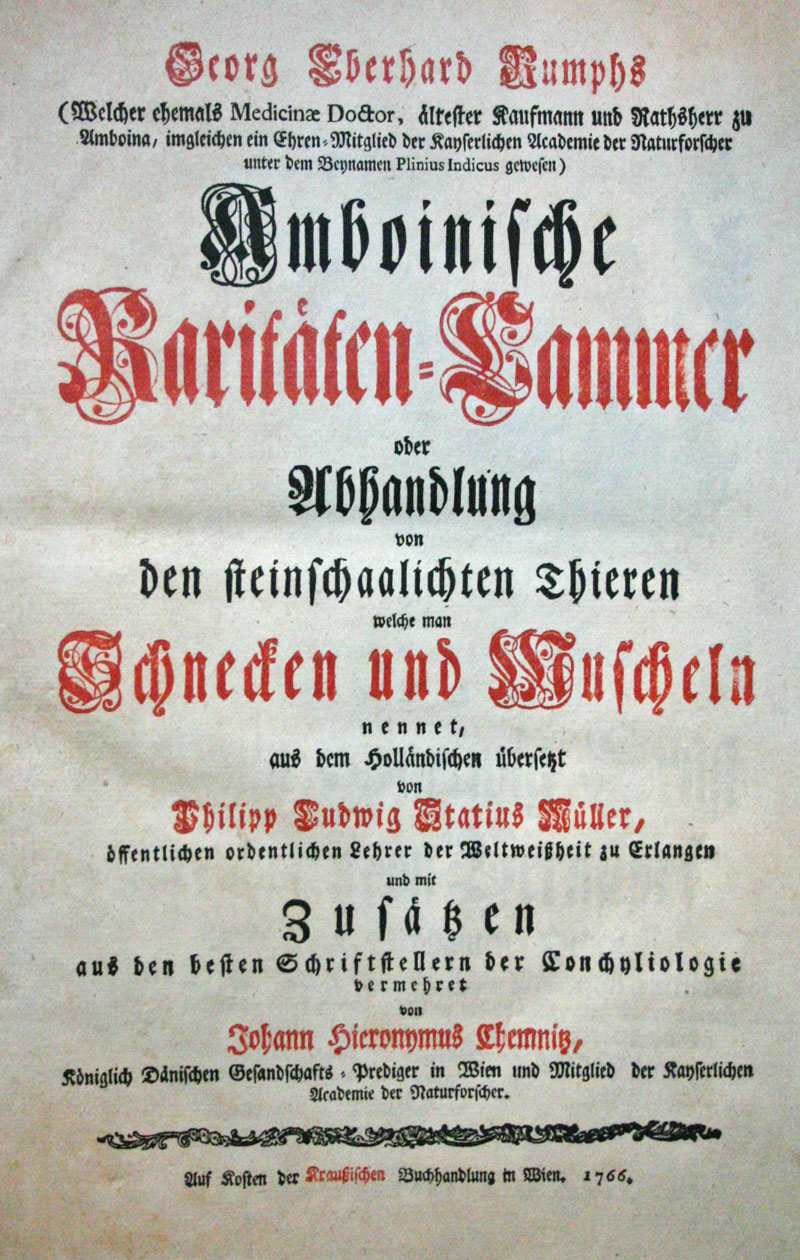 Georg Eberhard Rumphs
(Welcher ehemals Medicinæ Doctor, ältester Kaufmann und Rathsherr zu
Amboina, imgleichen ein Ehren-Mitglied der Kayserlichen Academie der Naturforscher
unter dem Beynamen Plinius Indicus gewesen)
Amboinische
Raritäten-Cammer
oder
Abhandlung
von
den steinschaalichten Thieren
welche man
Schnecken und Muscheln
nennet,
aus dem Holländischen übersetzt
von
Philipp Ludwig Statius Müller,
öffentlichen ordentlichen Lehrer der Weltweißheit zu Erlangen
und mit
Zusätzen
aus den besten Schriftstellern der Conchyliologie
vermehret
von
Johann Hieronymus Chemnitz,
Königlich Dänischen Gesandschafts-Prediger in Wien und Mitglied der Kayserlichen
Academie der Naturforscher.
Auf Kosten der Kraußischen Buchhandlung in Wien. 1766.